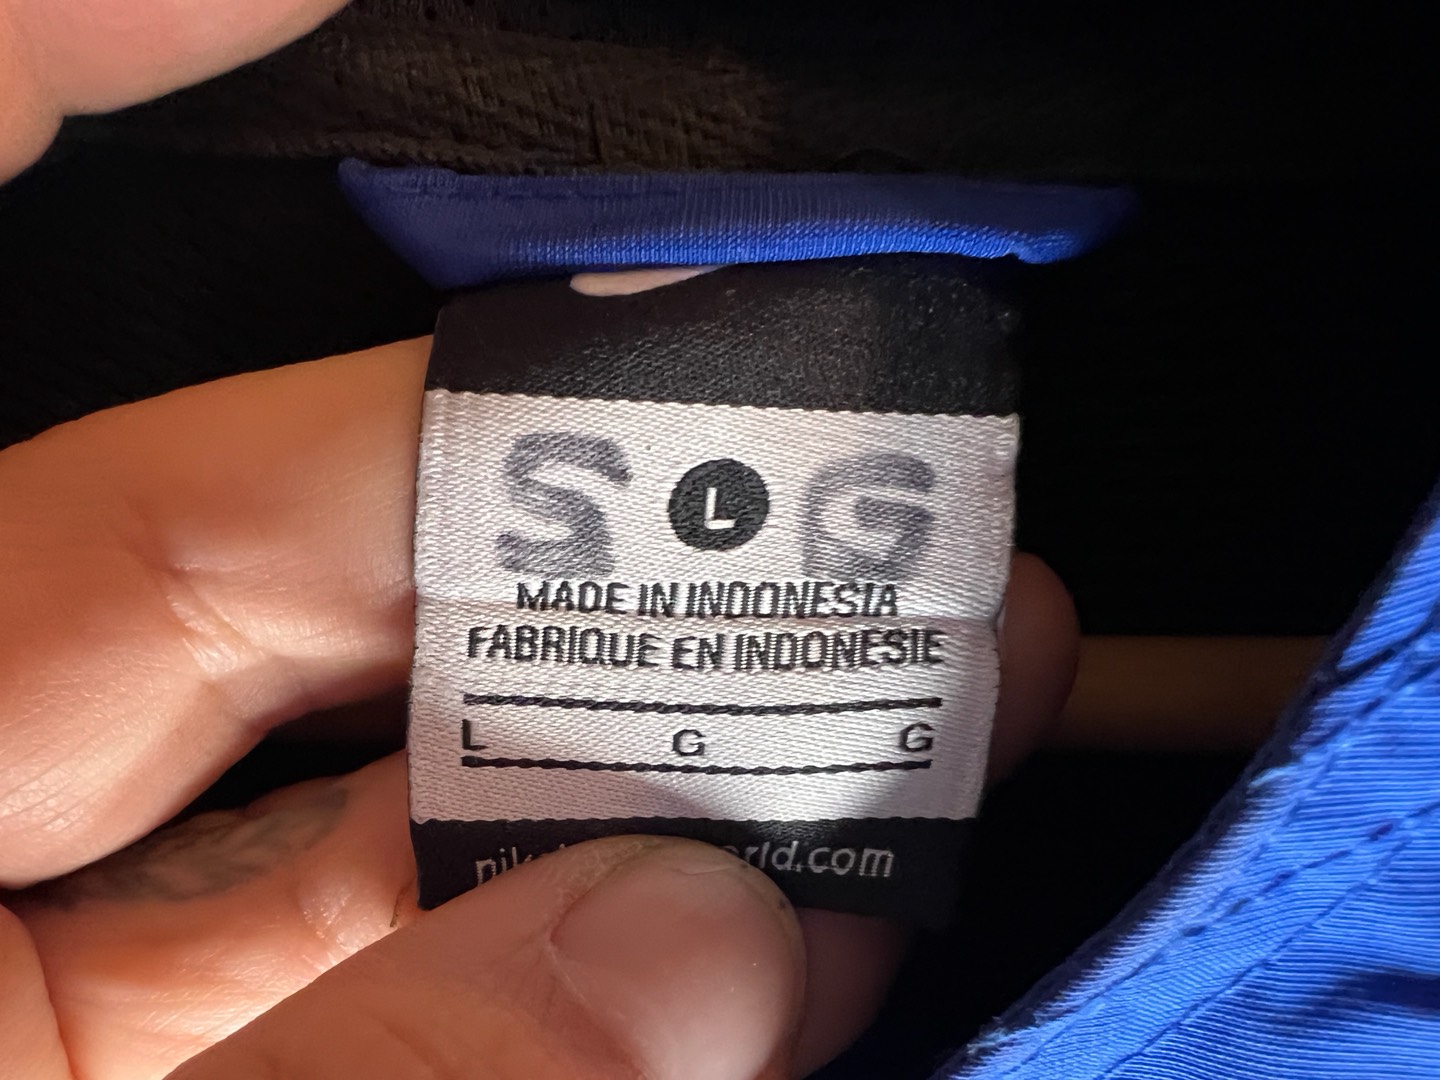 S L G
MADE IN INDONESIA
FABRIQUE EN INDONESIE
L G G